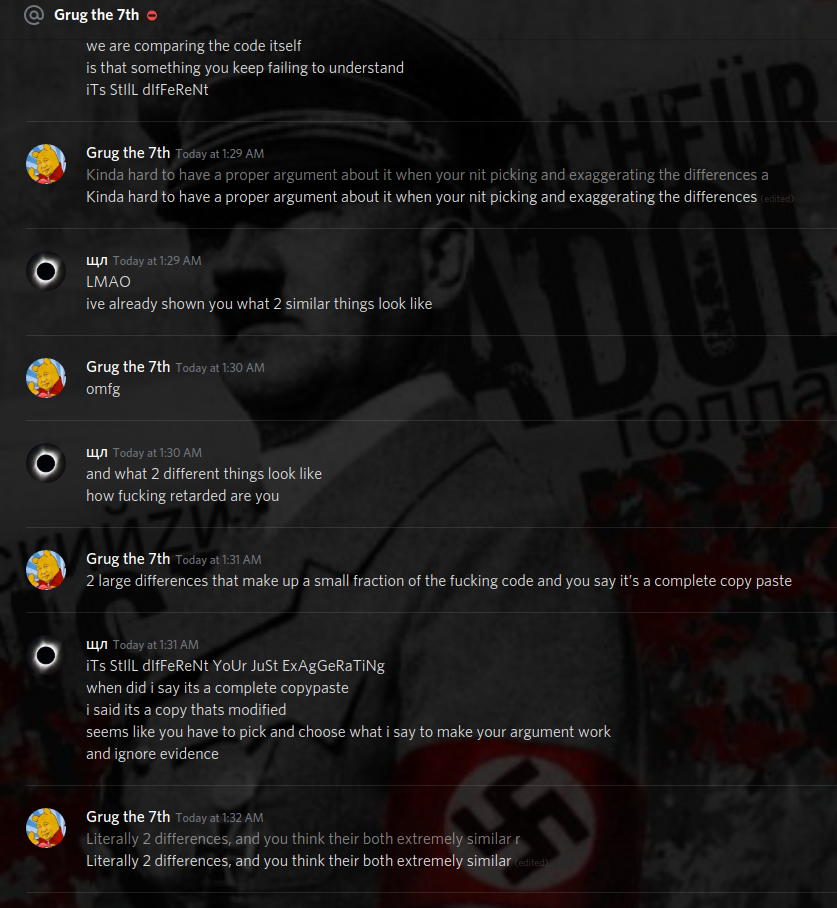 Grug the 7th
we are comparing the code itself
is that something you keep failing to understand
iTs StIlL dIfFeReNt
Grug the 7th Today at 1:29 AM
Kinda hard to have a proper argument about it when your nit picking and exaggerating the differences a
Kinda hard to have a proper argument about it when your nit picking and exaggerating the differences (edited)
щл Today at 1:29 AM
LMAO
ive already shown you what 2 similar things look like
Grug the 7th Today at 1:30 AM
omfg
щл Today at 1:30 AM
and what 2 different things look like
how fucking retarded are you
Grug the 7th Today at 1:31 AM
2 large differences that make up a small fraction of the fucking code and you say it’s a complete copy paste
щл Today at 1:31 AM
iTs StIlL dIfFeReNt YoUr JuSt ExAgGeRaTiNg
when did i say its a complete copypaste
i said its a copy thats modified
seems like you have to pick and choose what i say to make your argument work
and ignore evidence
Grug the 7th Today at 1:32 AM
Literally 2 differences, and you think their both extremely similar r
Literally 2 differences, and you think their both extremely similar (edited)